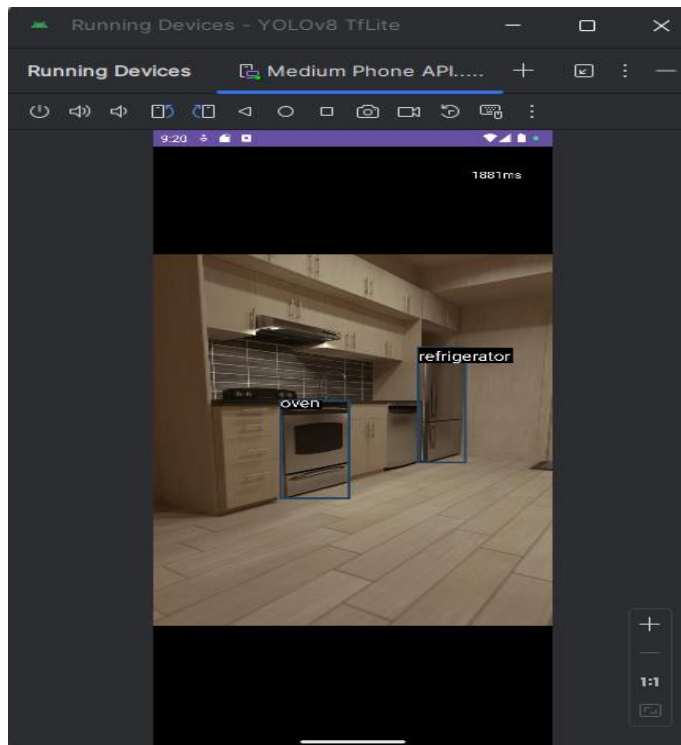 Running Devices - YOLOv8 TfLite
Running Devices
Medium Phone API.....
9:20
1881ms
refrigerator
oven
1:1